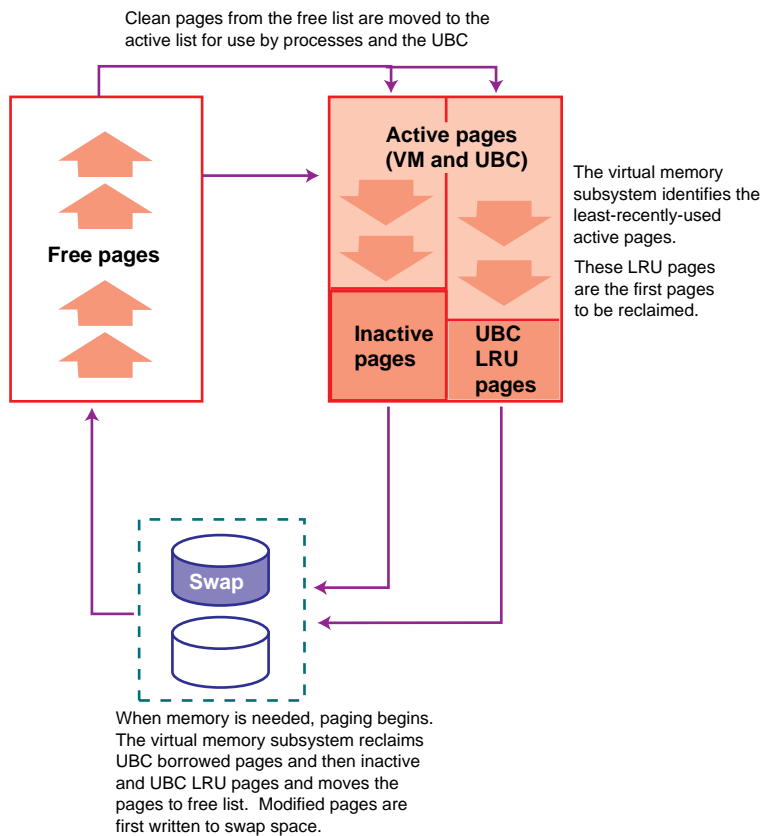 Clean pages from the free list are moved to the
active list for use by processes and the UBC
Free pages
Active pages
(VM and UBC)
The virtual memory
subsystem identifies the
least-recently-used
active pages.
These LRU pages
are the first pages
to be reclaimed.
Inactive
pages
UBC
LRU
pages
Swap
When memory is needed, paging begins.
The virtual memory subsystem reclaims
UBC borrowed pages and then inactive
and UBC LRU pages and moves the
pages to free list.  Modified pages are
first written to swap space.